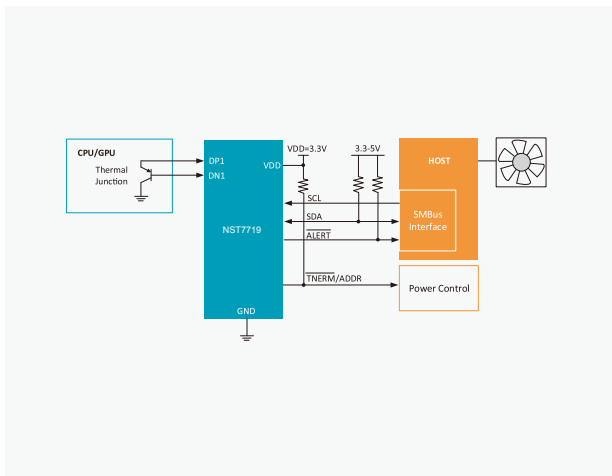 CPU/GPU
Thermal
Junction
DP1
DN1
VDD
NST7719
GND
VDD=3.3V
3.3-5V
SCL
SDA
ALERT
TNERM/ADDR
HOST
SMBus
Interface
Power Control